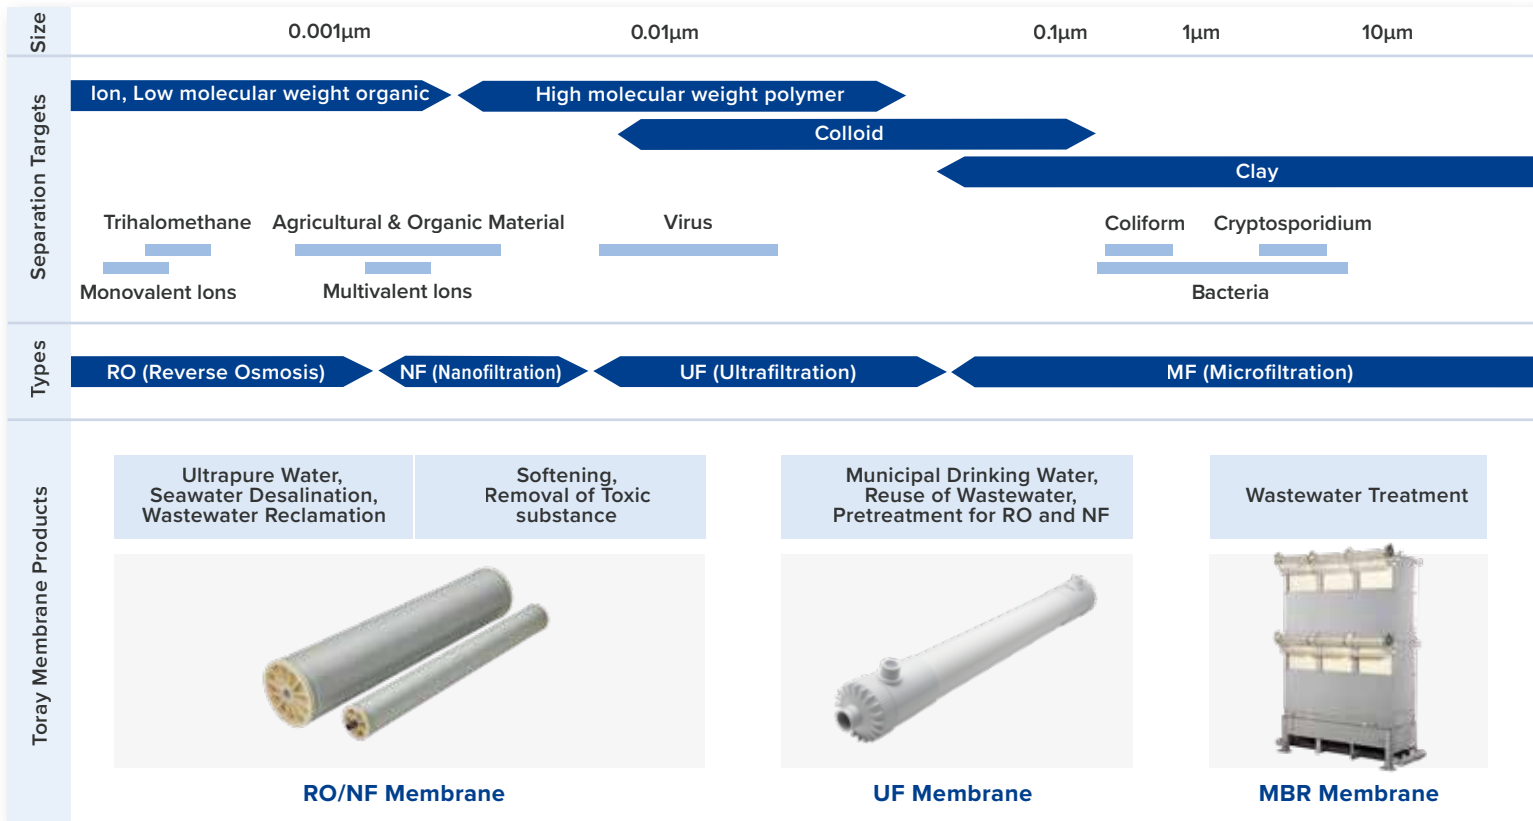 Size
0.001μm
0.01μm
0.1μm
1μm
10μm
Separation Targets
Ion, Low molecular weight organic
High molecular weight polymer
Colloid
Clay
Trihalomethane
Agricultural & Organic Material
Virus
Coliform
Cryptosporidium
Monovalent Ions
Multivalent Ions
Bacteria
Types
RO (Reverse Osmosis)
NF (Nanofiltration)
UF (Ultrafiltration)
MF (Microfiltration)
Toray Membrane Products
Ultrapure Water,
Seawater Desalination,
Wastewater Reclamation
Softening,
Removal of Toxic
substance
Municipal Drinking Water,
Reuse of Wastewater,
Pretreatment for RO and NF
Wastewater Treatment
RO/NF Membrane
UF Membrane
MBR Membrane